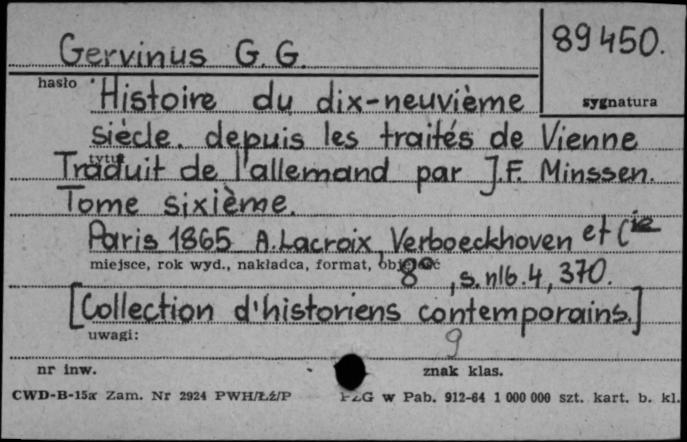 Gervinus G. G.
89450.
hasło
sygnatura
Histoire du dix-neuvième
siècle. depuis les traités de Vienne
tytuł
Traduit de l'allemand par J.F. Minssen.
Tome sixième.
Paris 1865 A. Lacroix, Verboeckhoven et Cie
miejsce, rok wyd., nakładca, format, objętość
8°, s. nlb. 4, 370.
[Collection d'historiens contemporains.]
uwagi:
9
nr inw.
znak klas.
CWD-B-15a Zam. Nr 2924 PWH/Łź/P
PZG w Pab. 912-64 1 000 000 szt. kart. b. kl.